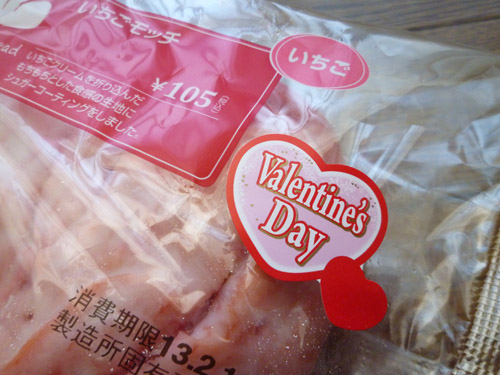 いちごモッチ
いちご
いちごクリームを折り込んだ
もちもちとした食感の生地に
シュガーコーティングをしました
¥105(税込)
Valentine's
Day
消費期限13.2.1
製造所固有